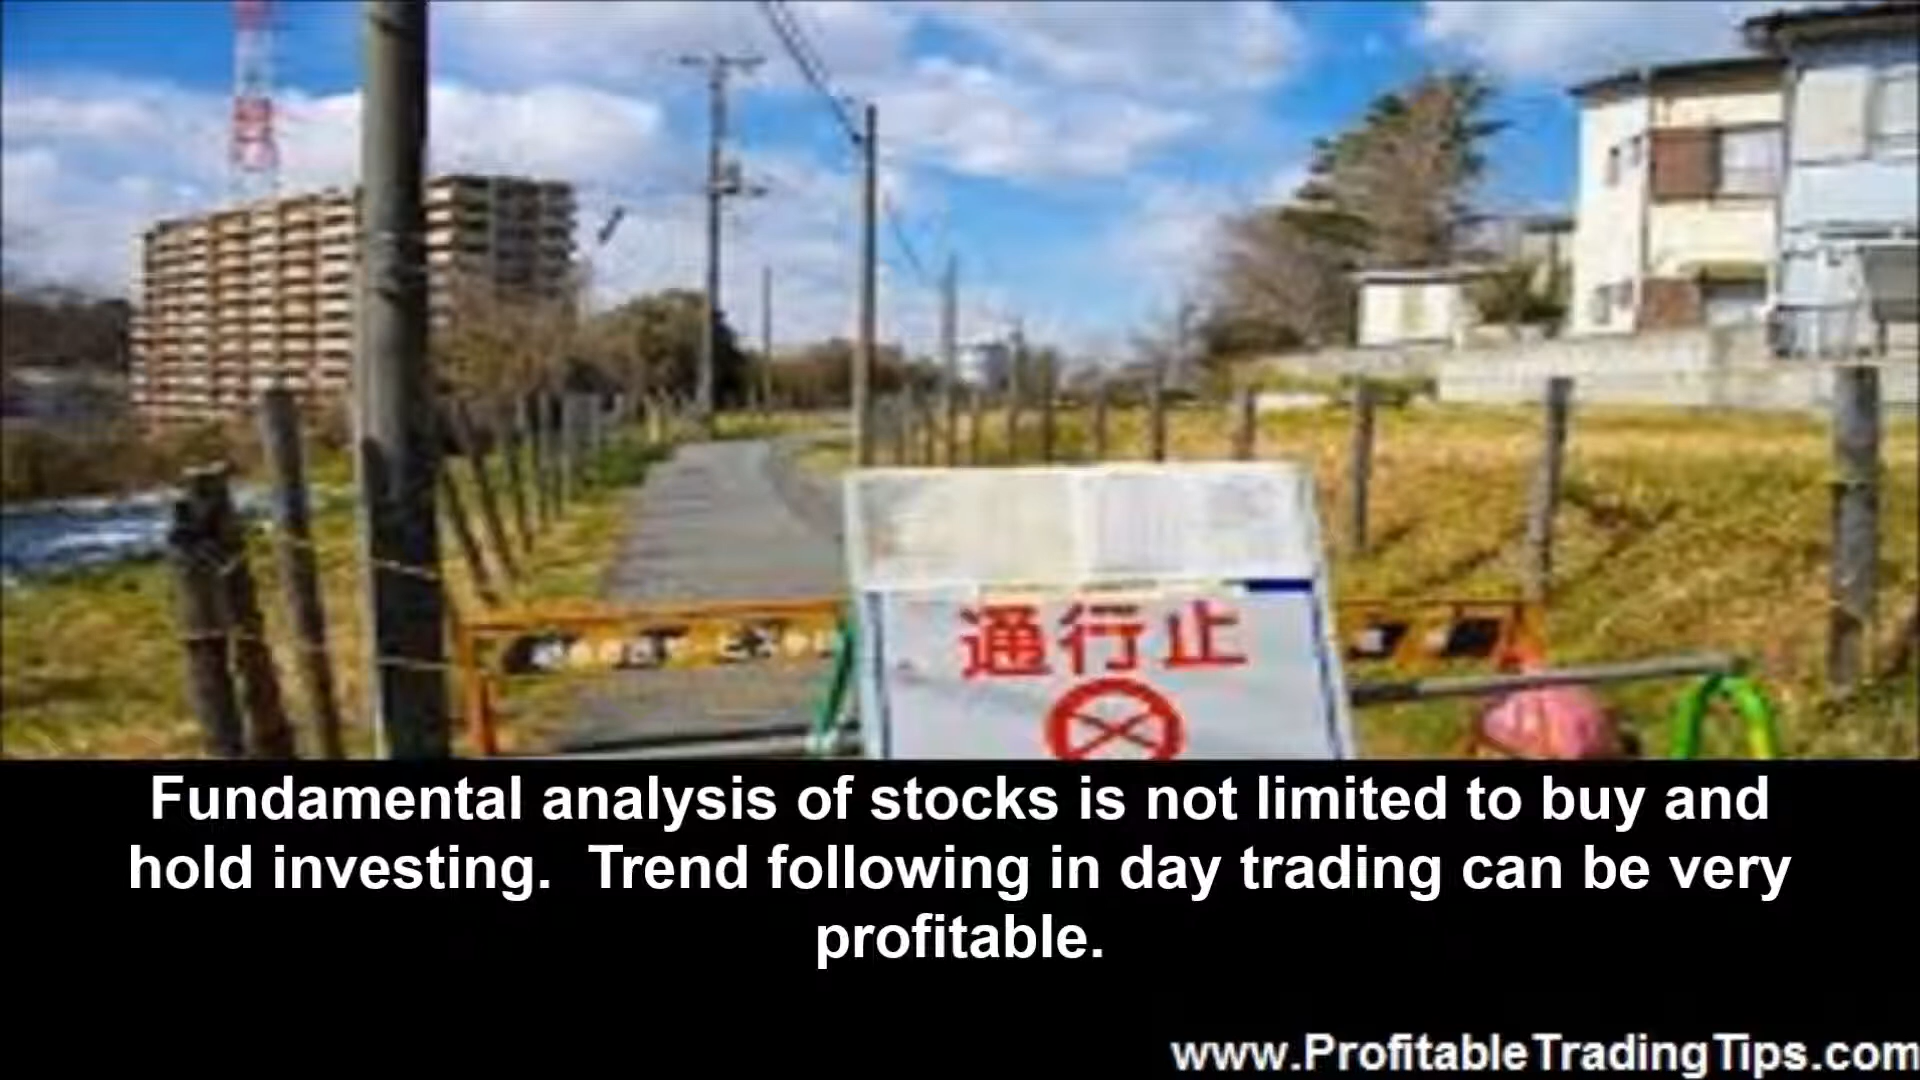 通行止
Fundamental analysis of stocks is not limited to buy and
hold investing.  Trend following in day trading can be very
profitable.
www.ProfitableTradingTips.com